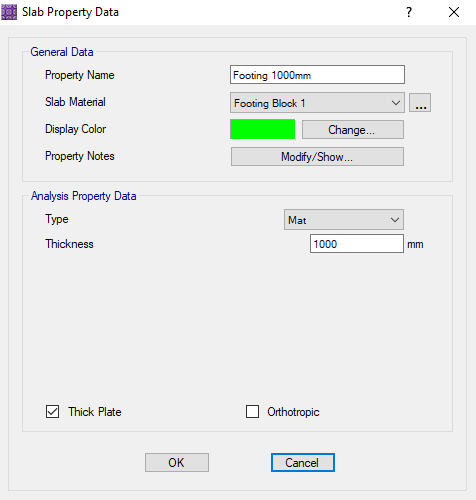 Slab Property Data ? X
General Data
Property Name Footing 1000mm
Slab Material Footing Block 1 ...
Display Color Change...
Property Notes Modify/Show...
Analysis Property Data
Type Mat
Thickness 1000 mm
Thick Plate Orthotropic
OK Cancel